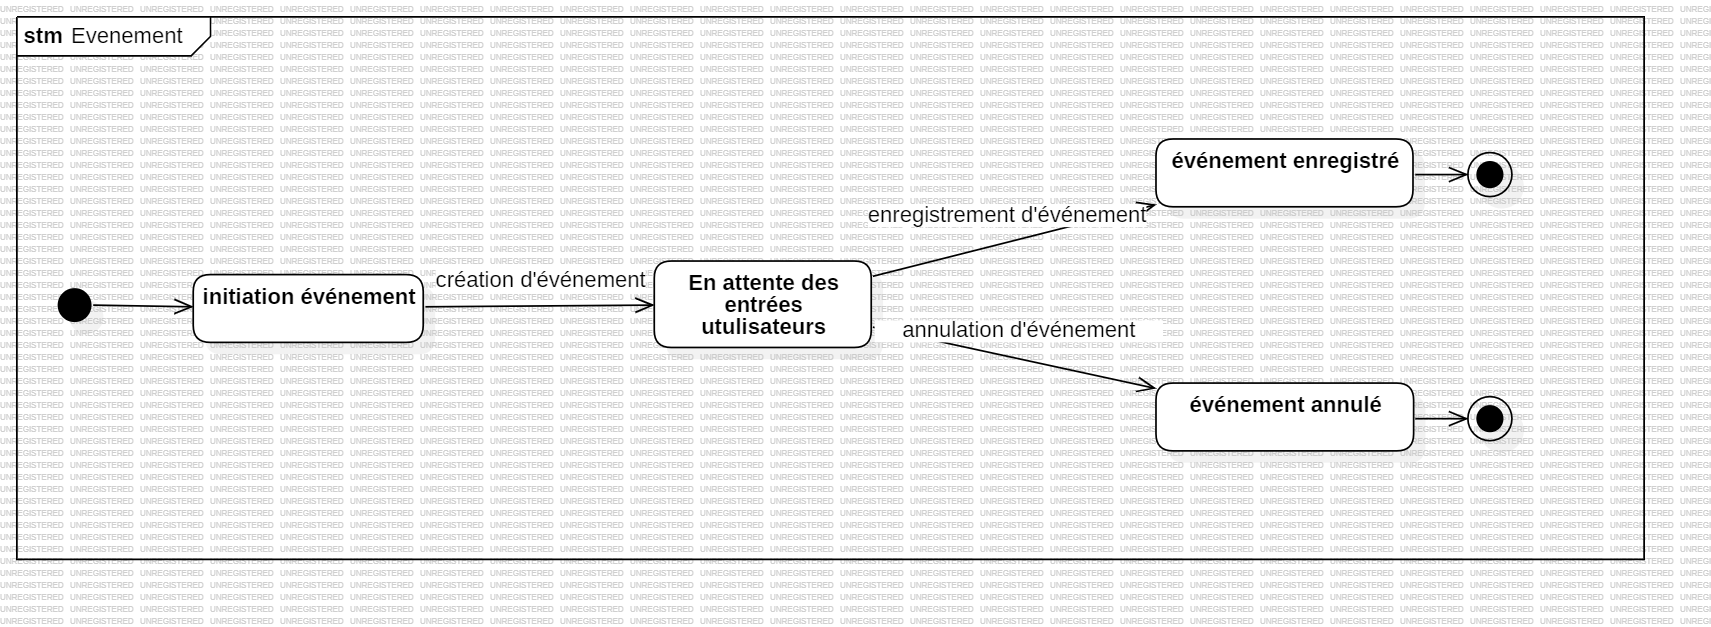 stm Evenement
événement enregistré
enregistrement d'événement
création d'événement
initiation événement
En attente des
entrées
utulisateurs
annulation d'événement
événement annulé
UNREGISTERED